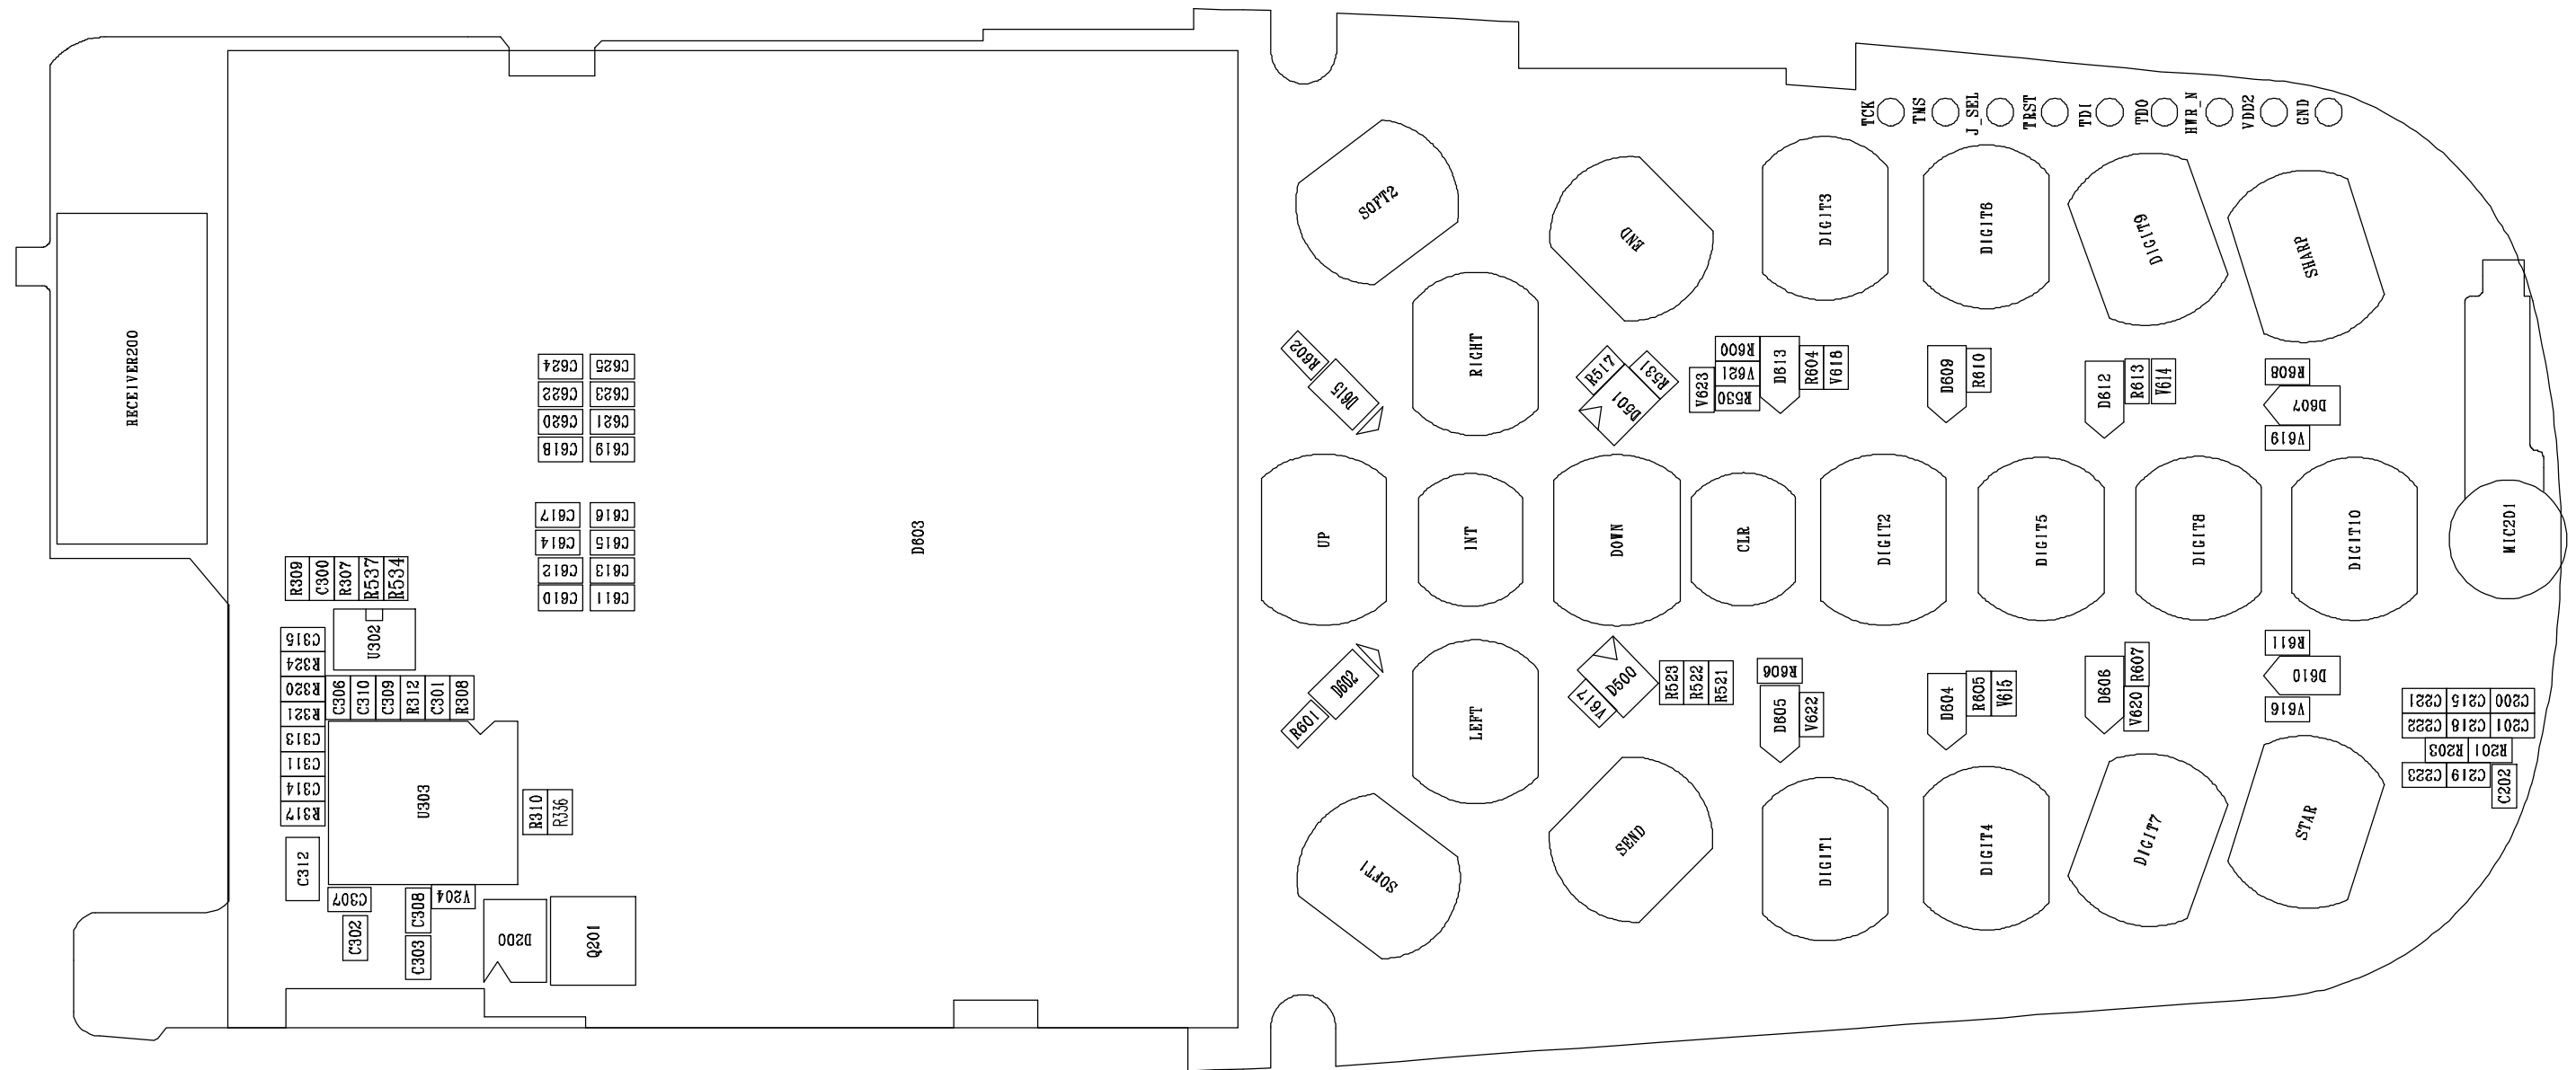 TCK
TMS
J_SEL
TRST
TDI
TDO
HWR_N
VDD2
GND
SOFT2
END
DIGIT3
DIGIT6
DIGIT9
SHARP
RECEIVER200
RIGHT
C624
C625
C622
C623
C620
C621
C618
C619
R602
D615
R517
R531
D501
V623
R600
V621
R530
D613
R604
V618
D609
R610
D612
R613
V614
R608
D607
V619
C617
C616
C614
C615
C612
C613
C610
C611
D603
UP
INT
DOWN
CLR
DIGIT2
DIGIT5
DIGIT8
DIGIT10
MIC201
R309
C300
R307
R537
R534
U302
C315
R324
R320
R321
C313
C311
C314
R317
C306
C310
C309
R312
C301
R308
U303
R310
R336
C312
C307
C302
C308
C303
V204
D200
Q201
D602
R601
LEFT
D500
V617
R523
R522
R521
R606
D605
V622
D604
R605
V615
D606
R607
V620
R611
D610
V616
C221
C215
C200
C222
C218
C201
R203
R201
C223
C219
C202
SOFT1
SEND
DIGIT1
DIGIT4
DIGIT7
STAR